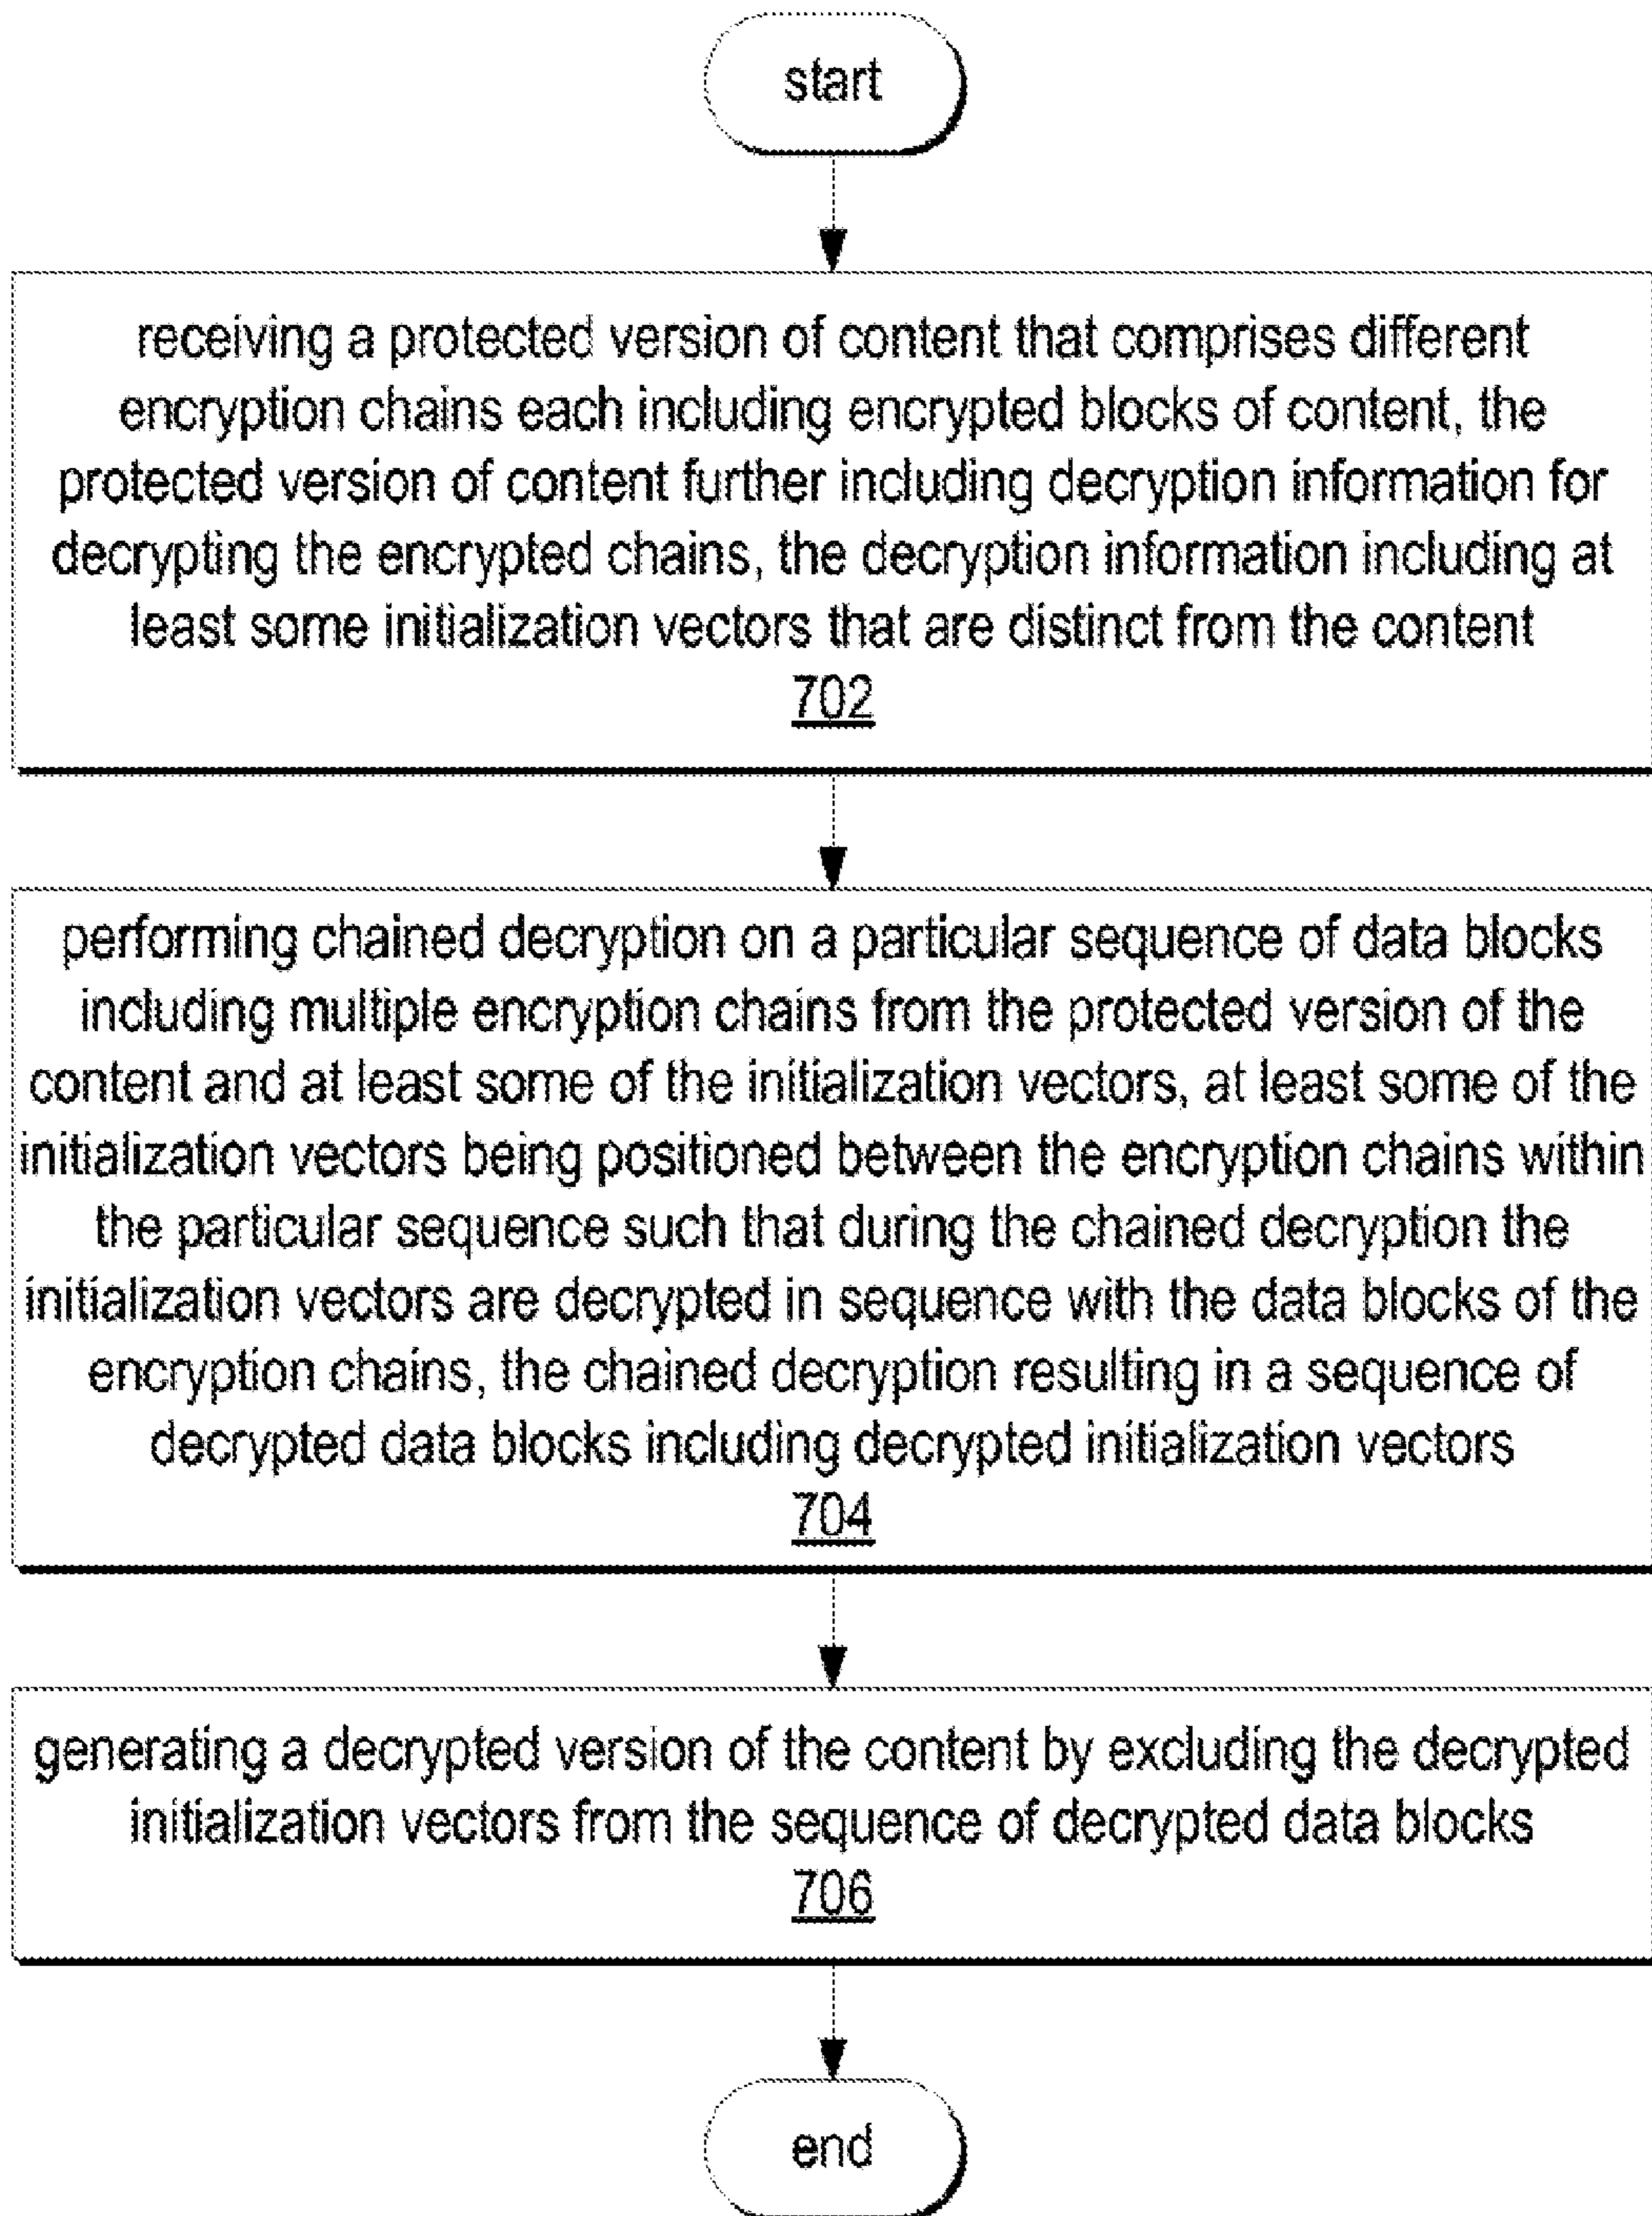 start
receiving a protected version of content that comprises different
encryption chains each including encrypted blocks of content, the
protected version of content further including decryption information for
decrypting the encrypted chains, the decryption information including at
least some initialization vectors that are distinct from the content
702
performing chained decryption on a particular sequence of data blocks
including multiple encryption chains from the protected version of the
content and at least some of the initialization vectors, at least some of the
initialization vectors being positioned between the encryption chains within
the particular sequence such that during the chained decryption the
initialization vectors are decrypted in sequence with the data blocks of the
encryption chains, the chained decryption resulting in a sequence of
decrypted data blocks including decrypted initialization vectors
704
generating a decrypted version of the content by excluding the decrypted
initialization vectors from the sequence of decrypted data blocks
706
end